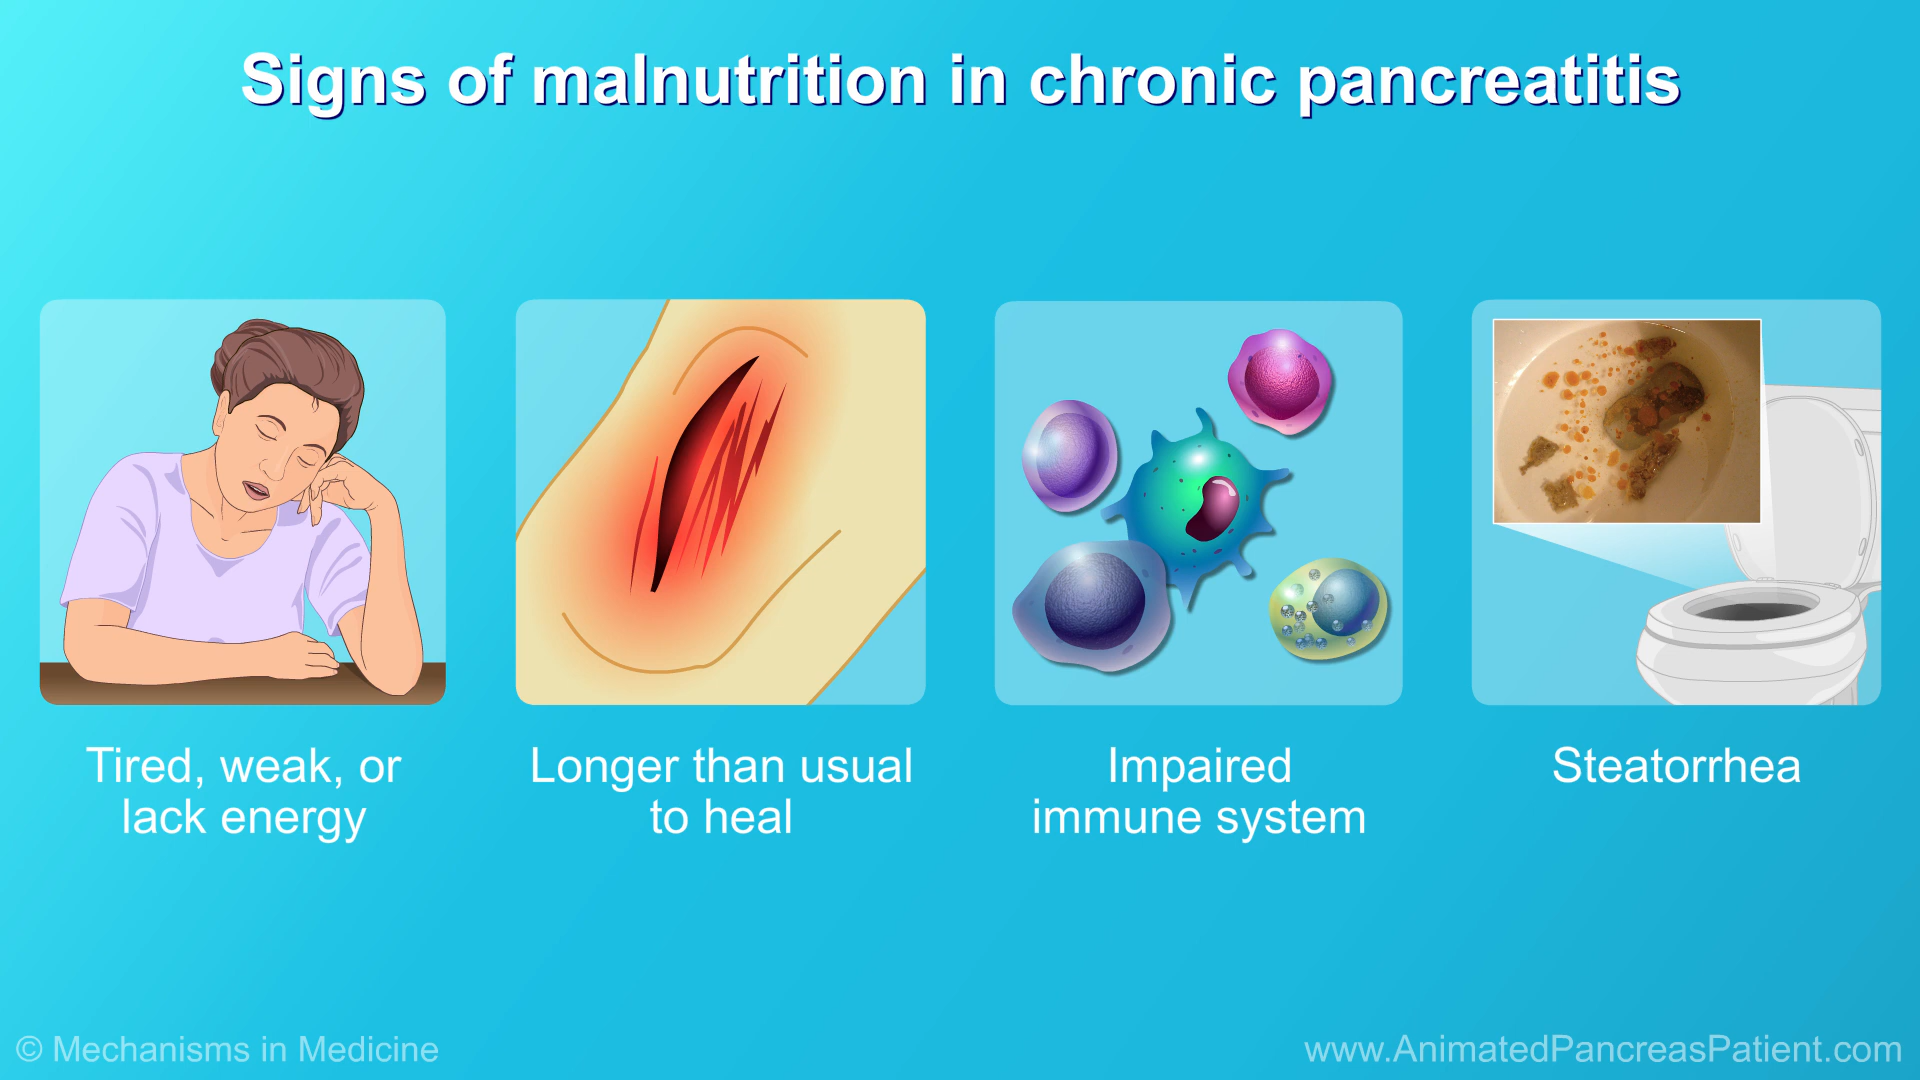 Signs of malnutrition in chronic pancreatitis
Tired, weak, or
lack energy
Longer than usual
to heal
Impaired
immune system
Steatorrhea
© Mechanisms in Medicine
www.AnimatedPancreasPatient.com